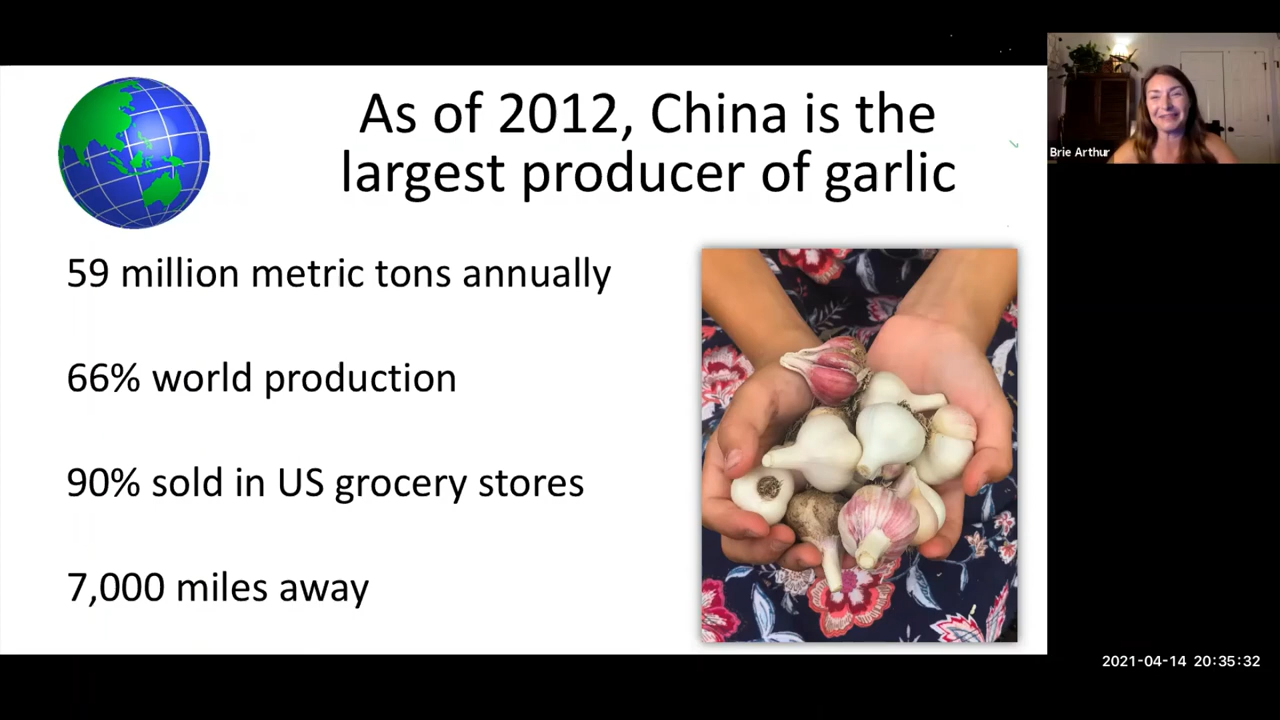 As of 2012, China is the
largest producer of garlic
59 million metric tons annually
66% world production
90% sold in US grocery stores
7,000 miles away
Brie Arthur
2021-04-14 20:35:32